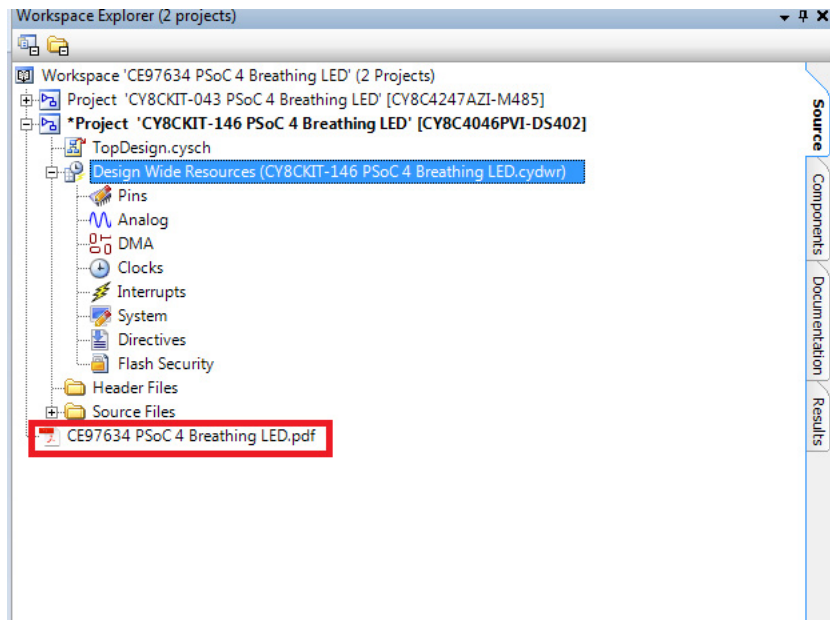 Workspace Explorer (2 projects)
Workspace 'CE97634 PSoC 4 Breathing LED' (2 Projects)
Project 'CY8CKIT-043 PSoC 4 Breathing LED' [CY8C4247AZI-M485]
*Project 'CY8CKIT-146 PSoC 4 Breathing LED' [CY8C4046PVI-DS402]
TopDesign.cysch
Design Wide Resources (CY8CKIT-146 PSoC 4 Breathing LED.cydwr)
Pins
Analog
DMA
Clocks
Interrupts
System
Directives
Flash Security
Header Files
Source Files
CE97634 PSoC 4 Breathing LED.pdf
Source
Components
Documentation
Results